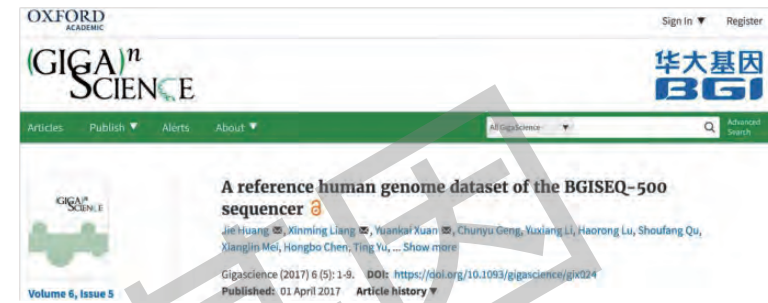 OXFORD
ACADEMIC
Sign In ▼ Register
(GIGA)n
SCIENCE
华大基因
BGI
Articles Publish ▼ Alerts About ▼
All GigaScience ▼
Advanced
Search
GIGAn
SCIENCE
A reference human genome dataset of the BGISEQ-500
sequencer
Jie Huang, Xinming Liang, Yuankai Xuan, Chunyu Geng, Yuxiang Li, Haorong Lu, Shoufang Qu,
Xianglin Mei, Hongbo Chen, Ting Yu, ... Show more
Gigascience (2017) 6 (5): 1-9. DOI: https://doi.org/10.1093/gigascience/gix024
Volume 6, Issue 5
Published: 01 April 2017 Article history ▼